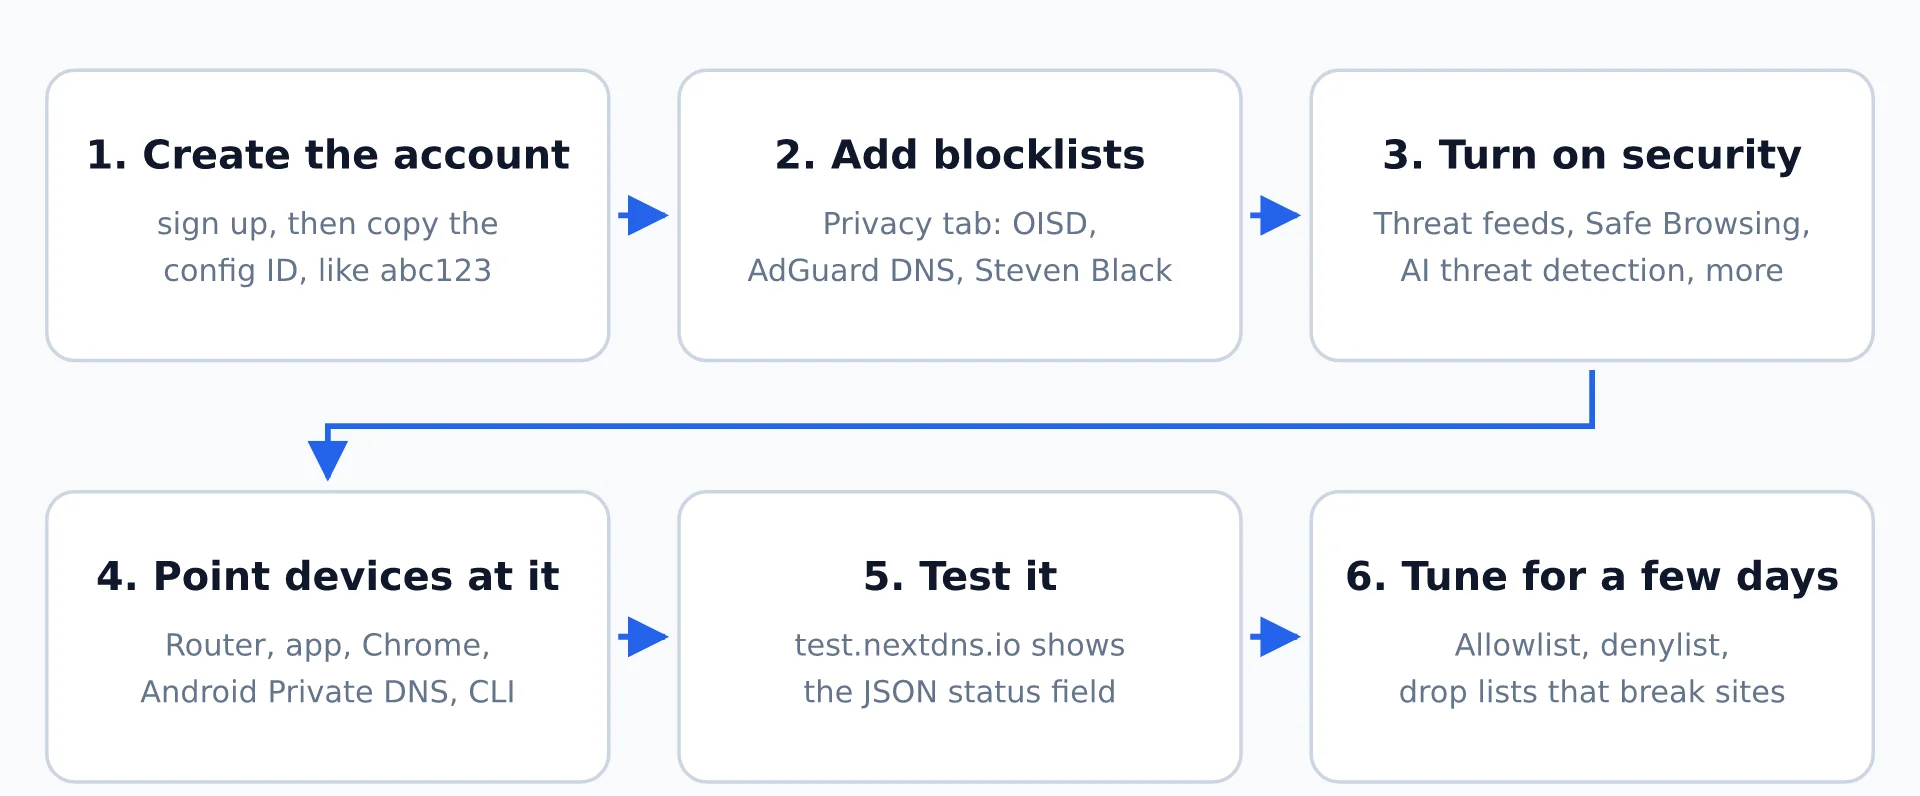 1. Create the account
sign up, then copy the
config ID, like abc123
2. Add blocklists
Privacy tab: OISD,
AdGuard DNS, Steven Black
3. Turn on security
Threat feeds, Safe Browsing,
AI threat detection, more
4. Point devices at it
Router, app, Chrome,
Android Private DNS, CLI
5. Test it
test.nextdns.io shows
the JSON status field
6. Tune for a few days
Allowlist, denylist,
drop lists that break sites